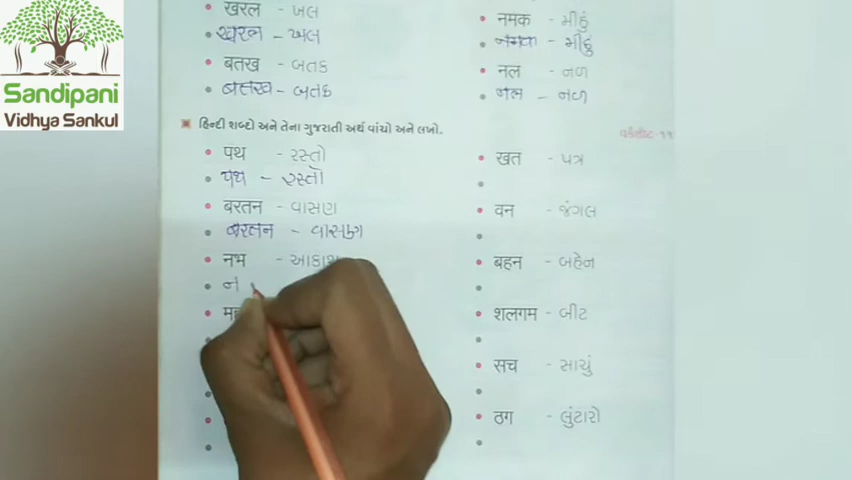 Sandipani
Vidhya Sankul
खरल - ખલ
खरल - ખલ
बतख - બતક
बतख - બતક
नमक - મીઠું
नमक - મીઠું
नल - નળ
नल - નળ
હિન્દી શબ્દો અને તેના ગુજરાતી અર્થ વાંચો અને લખો.
पथ - રસ્તો
पथ - રસ્તો
बरतन - વાસણ
बरतन - વાસણ
नभ - આકાશ
न
खत - પત્ર
वन - જંગલ
बहन - બહેન
शलगम - બીટ
सच - સાચું
ठग - લુંટારો